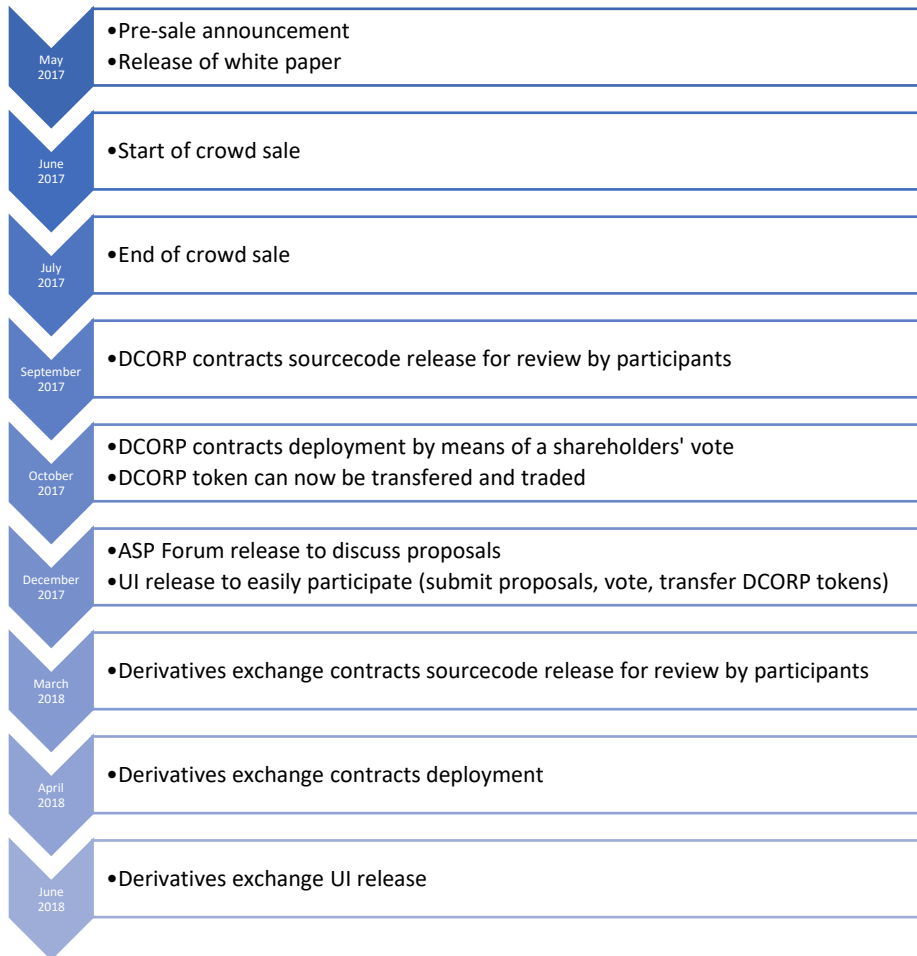 May
2017
•Pre-sale announcement
•Release of white paper
June
2017
•Start of crowd sale
July
2017
•End of crowd sale
September
2017
•DCORP contracts sourcecode release for review by participants
October
2017
•DCORP contracts deployment by means of a shareholders' vote
•DCORP token can now be transfered and traded
December
2017
•ASP Forum release to discuss proposals
•UI release to easily participate (submit proposals, vote, transfer DCORP tokens)
March
2018
•Derivatives exchange contracts sourcecode release for review by participants
April
2018
•Derivatives exchange contracts deployment
June
2018
•Derivatives exchange UI release